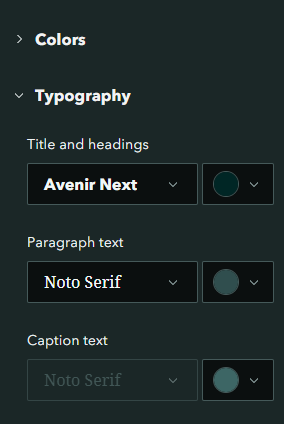 Colors
Typography
Title and headings
Avenir Next
Paragraph text
Noto Serif
Caption text
Noto Serif